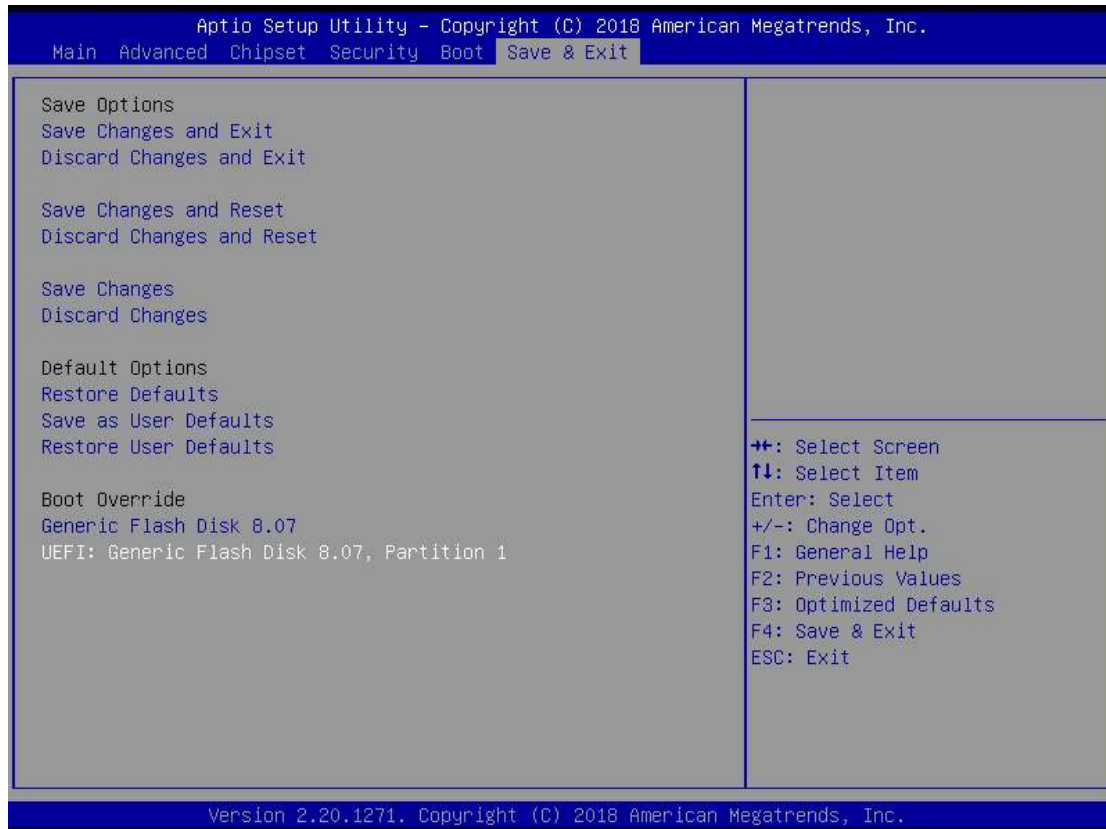 Aptio Setup Utility – Copyright (C) 2018 American Megatrends, Inc.
Main Advanced Chipset Security Boot Save & Exit
Save Options
Save Changes and Exit
Discard Changes and Exit
Save Changes and Reset
Discard Changes and Reset
Save Changes
Discard Changes
Default Options
Restore Defaults
Save as User Defaults
Restore User Defaults
Boot Override
Generic Flash Disk 8.07
UEFI: Generic Flash Disk 8.07, Partition 1
→←: Select Screen
↑↓: Select Item
Enter: Select
+/-: Change Opt.
F1: General Help
F2: Previous Values
F3: Optimized Defaults
F4: Save & Exit
ESC: Exit
Version 2.20.1271. Copyright (C) 2018 American Megatrends, Inc.